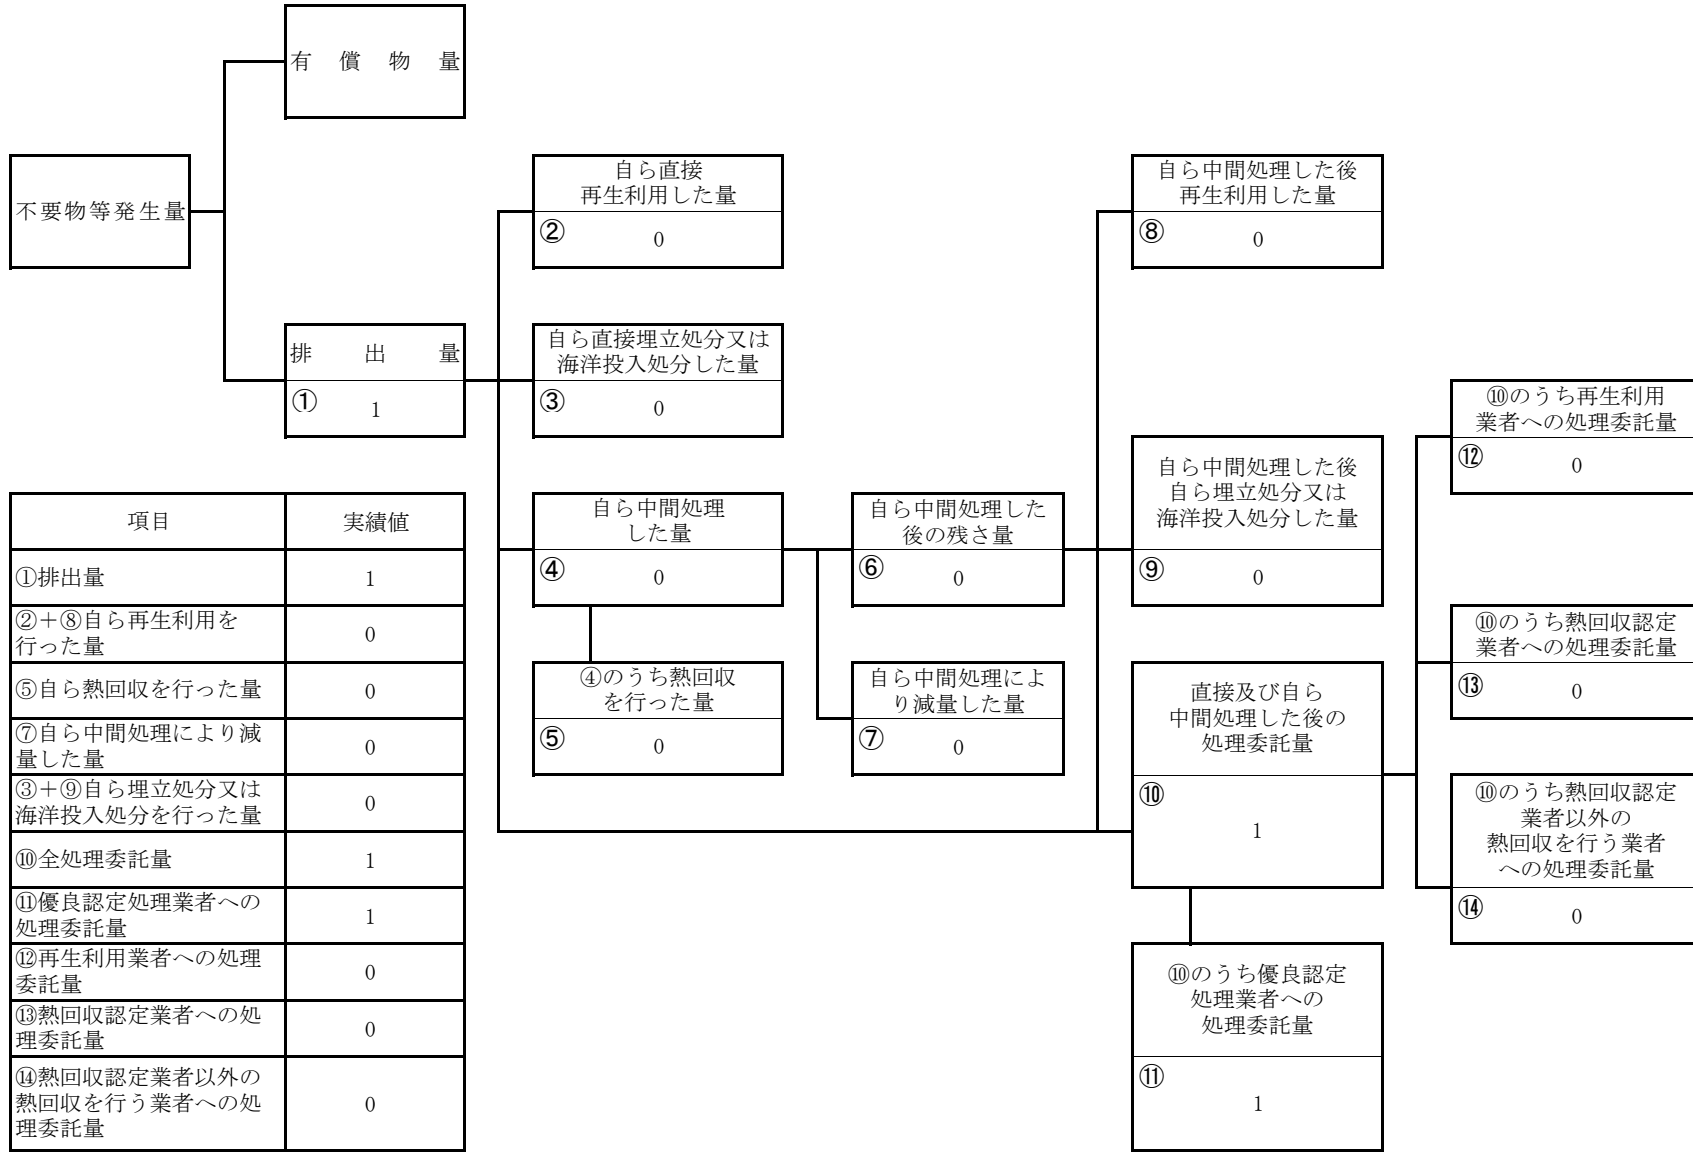 有償物量
不要物等発生量
排出量
①
1
自ら直接
再生利用した量
②
0
自ら直接埋立処分又は
海洋投入処分した量
③
0
自ら中間処理
した量
④
0
④のうち熱回収
を行った量
⑤
0
自ら中間処理した
後の残さ量
⑥
0
自ら中間処理によ
り減量した量
⑦
0
自ら中間処理した後
再生利用した量
⑧
0
自ら中間処理した後
自ら埋立処分又は
海洋投入処分した量
⑨
0
直接及び自ら
中間処理した後の
処理委託量
⑩
1
⑩のうち優良認定
処理業者への
処理委託量
⑪
1
⑩のうち再生利用
業者への処理委託量
⑫
0
⑩のうち熱回収認定
業者への処理委託量
⑬
0
⑩のうち熱回収認定
業者以外の
熱回収を行う業者
への処理委託量
⑭
0
項目 実績値
①排出量 1
②＋⑧自ら再生利用を
行った量 0
⑤自ら熱回収を行った量 0
⑦自ら中間処理により減
量した量 0
③＋⑨自ら埋立処分又は
海洋投入処分を行った量 0
⑩全処理委託量 1
⑪優良認定処理業者への
処理委託量 1
⑫再生利用業者への処理
委託量 0
⑬熱回収認定業者への処
理委託量 0
⑭熱回収認定業者以外の
熱回収を行う業者への処
理委託量 0